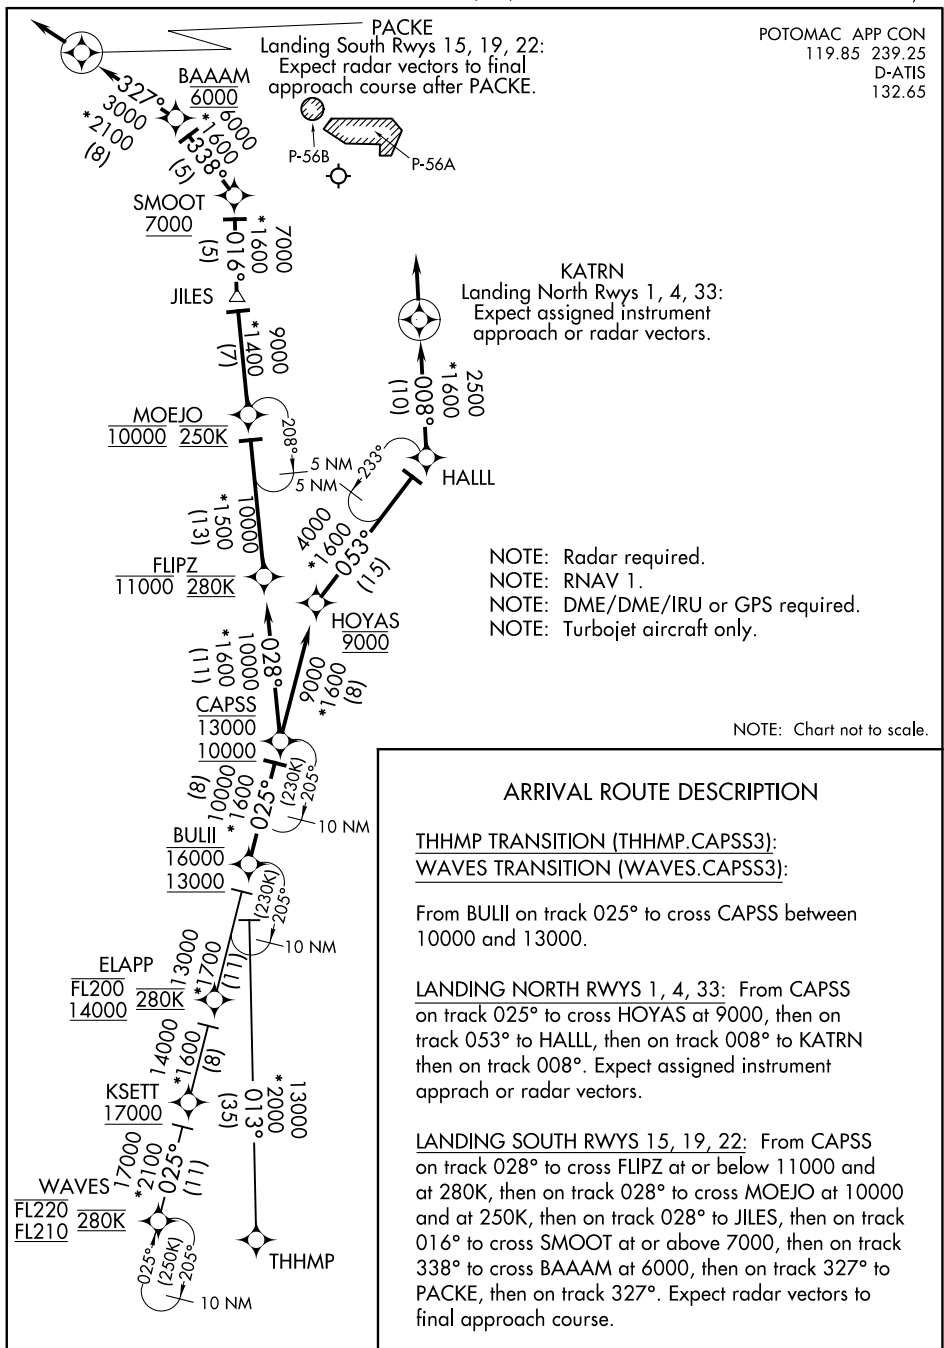 PACKE
Landing South Rwys 15, 19, 22:
Expect radar vectors to final
approach course after PACKE.
POTOMAC APP CON
119.85 239.25
D-ATIS
132.65
BAAAM
6000
327°
3000
*2100
(8)
6000
*1600
338°
(5)
P-56B
P-56A
SMOOT
7000
7000
*1600
016°
(5)
JILES
KATRN
Landing North Rwys 1, 4, 33:
Expect assigned instrument
approach or radar vectors.
9000
*1400
(7)
2500
*1600
008°
(10)
MOEJO
10000 250K
208°
5 NM
5 NM
233°
HALLL
10000
*1500
(13)
4000
*1600
053°
(15)
FLIPZ
11000 280K
NOTE: Radar required.
NOTE: RNAV 1.
NOTE: DME/DME/IRU or GPS required.
NOTE: Turbojet aircraft only.
HOYAS
9000
028°
10000
*1600
(11)
9000
*1600
(8)
CAPSS
13000
10000
NOTE: Chart not to scale.
(230K)
205°
10 NM
025°
10000
*1600
(8)
BULII
16000
13000
(230K)
205°
10 NM
13000
*1700
(11)
ELAPP
FL200
14000
280K
14000
*1600
(8)
KSETT
17000
13000
*2000
013°
(35)
17000
*2100
025°
(11)
WAVES
FL220
FL210
280K
025°
(250K)
205°
10 NM
THHMP
ARRIVAL ROUTE DESCRIPTION
THHMP TRANSITION (THHMP.CAPSS3):
WAVES TRANSITION (WAVES.CAPSS3):
From BULII on track 025° to cross CAPSS between
10000 and 13000.
LANDING NORTH RWYS 1, 4, 33: From CAPSS
on track 025° to cross HOYAS at 9000, then on
track 053° to HALLL, then on track 008° to KATRN
then on track 008°. Expect assigned instrument
apprach or radar vectors.
LANDING SOUTH RWYS 15, 19, 22: From CAPSS
on track 028° to cross FLIPZ at or below 11000 and
at 280K, then on track 028° to cross MOEJO at 10000
and at 250K, then on track 028° to JILES, then on track
016° to cross SMOOT at or above 7000, then on track
338° to cross BAAAM at 6000, then on track 327° to
PACKE, then on track 327°. Expect radar vectors to
final approach course.